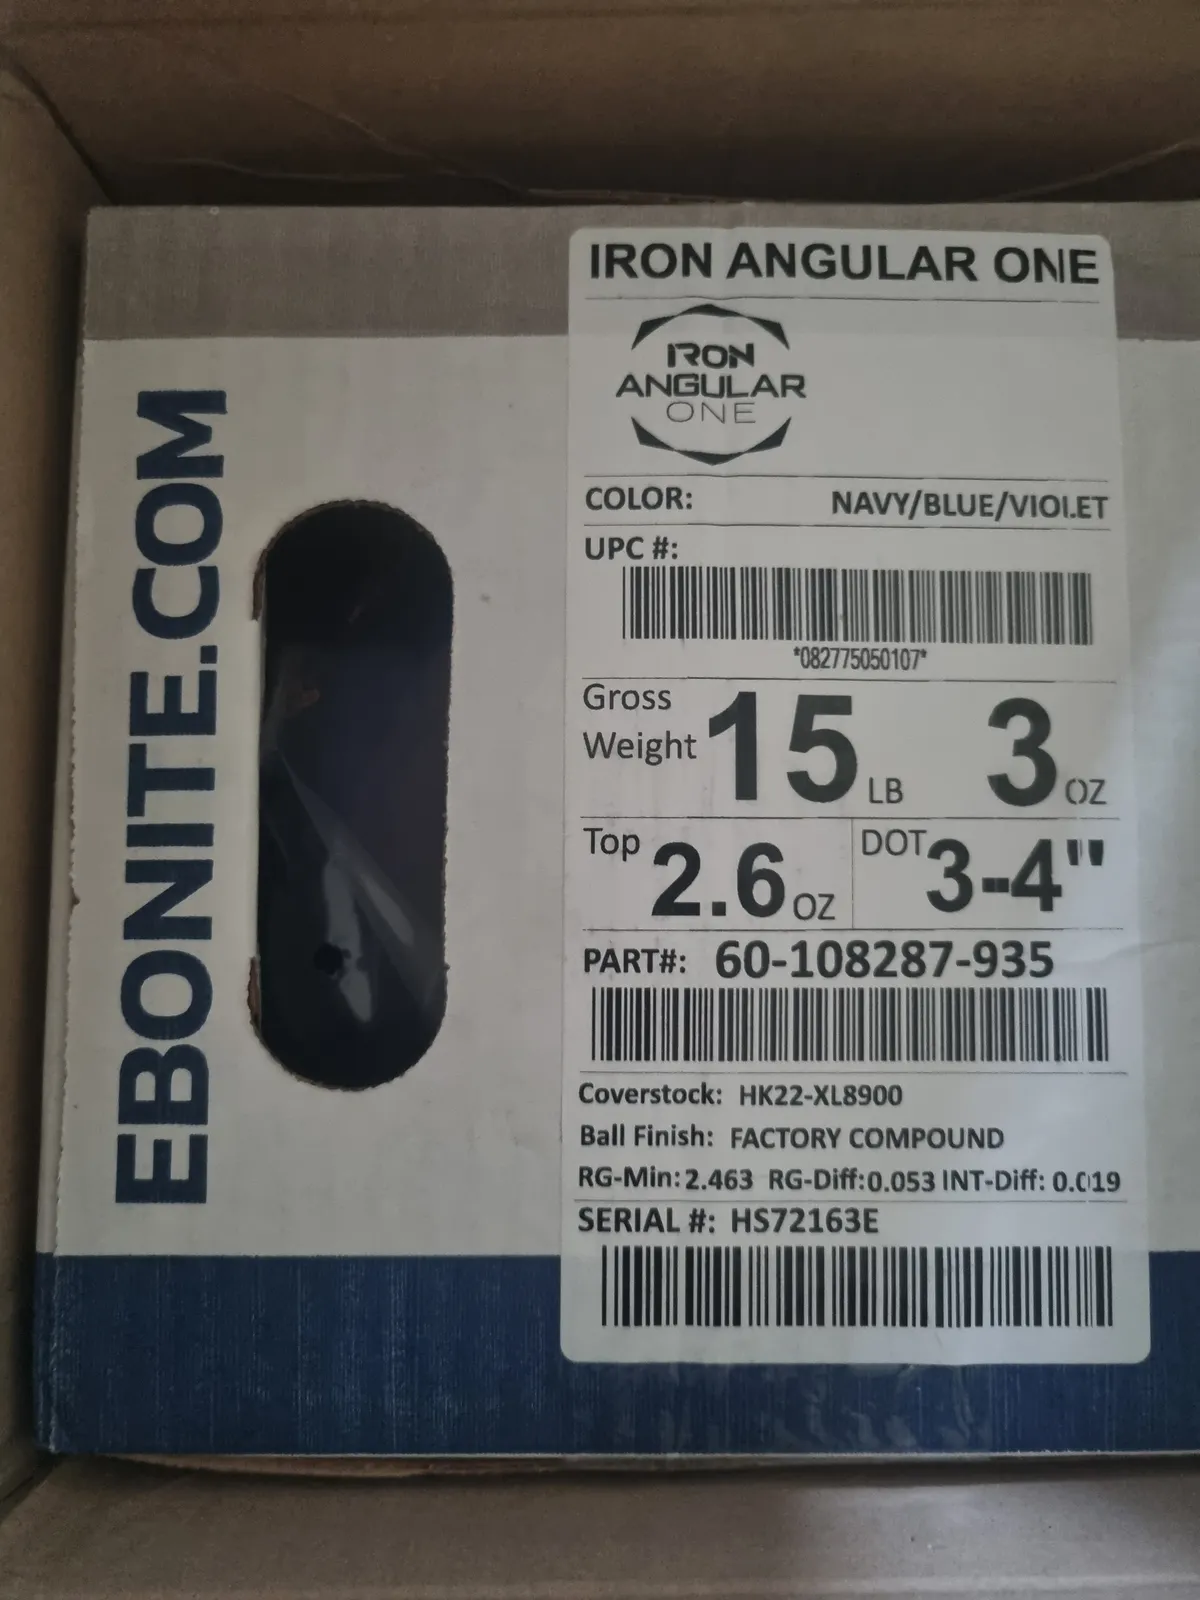 EBONITE.COM
IRON ANGULAR ONE
IRON
ANGULAR
ONE
COLOR: NAVY/BLUE/VIOLET
UPC #:
*082775050107*
Gross
Weight 15 LB 3 OZ
Top 2.6 OZ DOT 3-4"
PART#: 60-108287-935
Coverstock: HK22-XL8900
Ball Finish: FACTORY COMPOUND
RG-Min: 2.463 RG-Diff: 0.053 INT-Diff: 0.019
SERIAL #: HS72163E